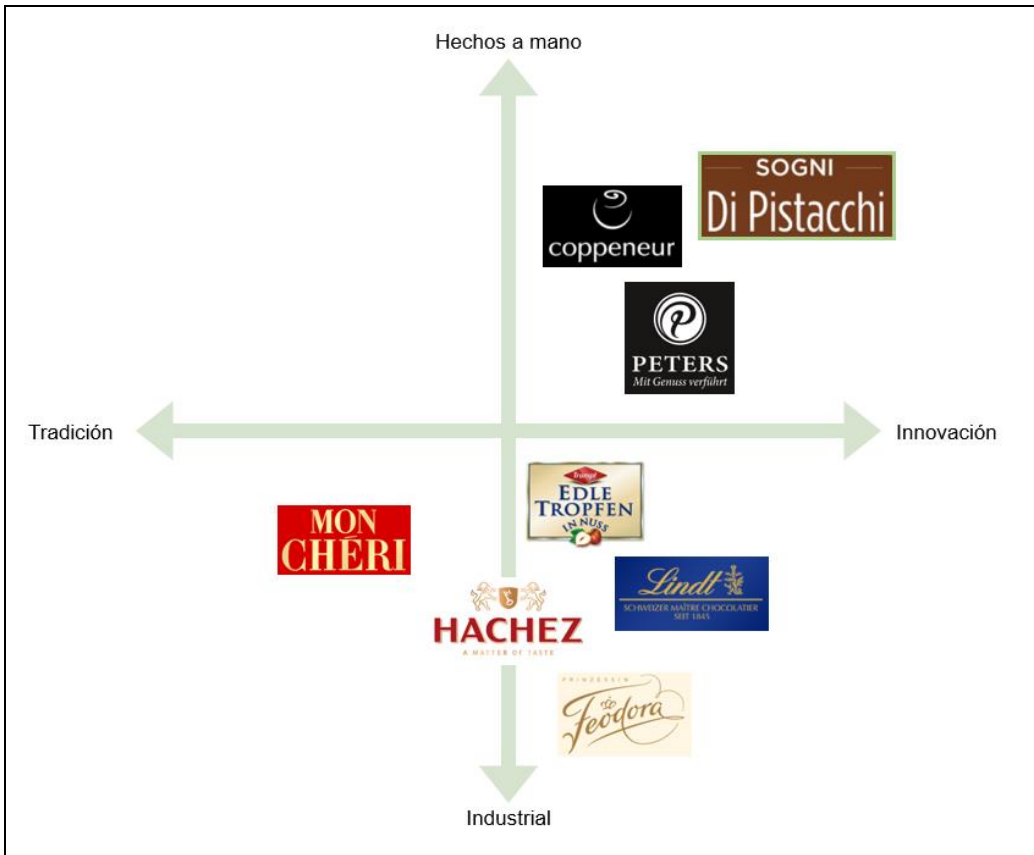 Hechos a mano
SOGNI
Di Pistacchi
coppeneur
PETERS
Mit Genuss verführt
Tradición
Innovación
Trumpf
EDLE
TROPFEN
IN NUSS
MON
CHÉRI
Lindt
SCHWEIZER MAÎTRE CHOCOLATIER
SEIT 1845
HACHEZ
A MATTER OF TASTE
PRINZESSIN
Feodora
Industrial